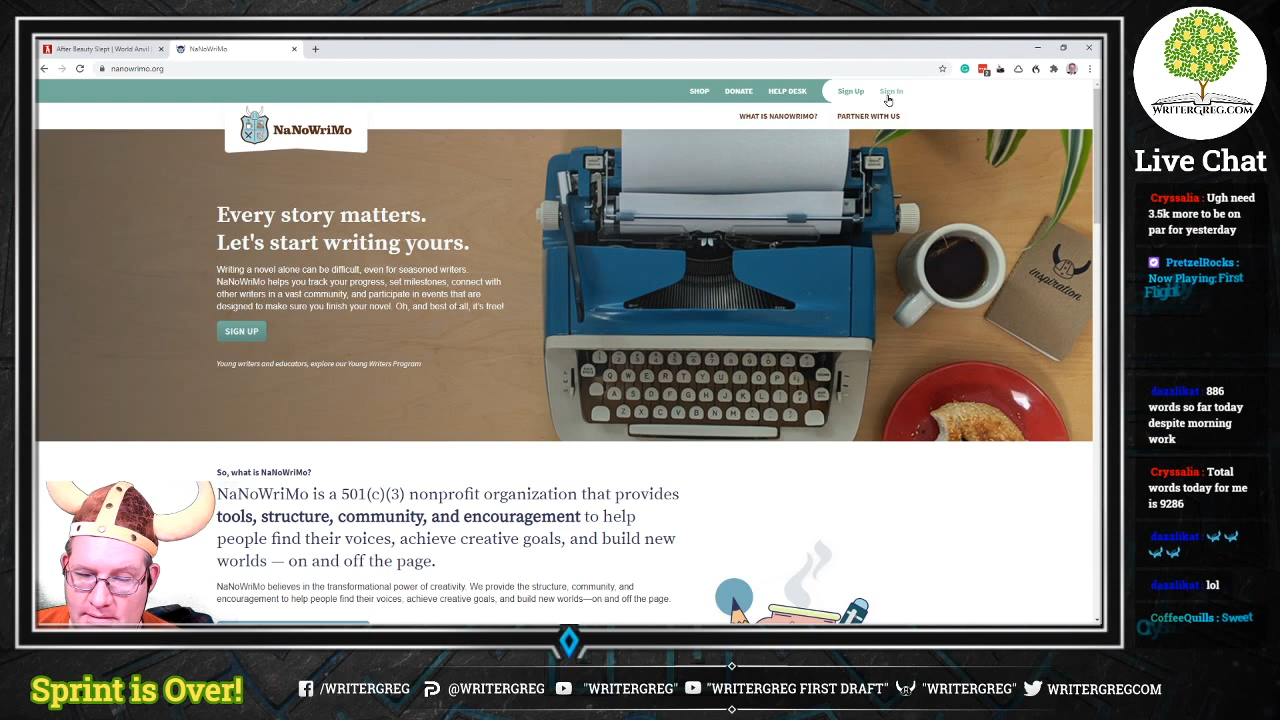 After Beauty Slept | World Anvil
NaNoWriMo
nanowrimo.org
SHOP
DONATE
HELP DESK
Sign Up
Sign In
WHAT IS NANOWRIMO?
PARTNER WITH US
NaNoWriMo
Every story matters.
Let's start writing yours.
Writing a novel alone can be difficult, even for seasoned writers.
NaNoWriMo helps you track your progress, set milestones, connect with
other writers in a vast community, and participate in events that are
designed to make sure you finish your novel. Oh, and best of all, it's free!
SIGN UP
Young writers and educators, explore our Young Writers Program
Inspiration
So, what is NaNoWriMo?
NaNoWriMo is a 501(c)(3) nonprofit organization that provides
tools, structure, community, and encouragement to help
people find their voices, achieve creative goals, and build new
worlds — on and off the page.
NaNoWriMo believes in the transformational power of creativity. We provide the structure, community, and
encouragement to help people find their voices, achieve creative goals, and build new worlds—on and off the page.
WRITERGREG.COM
Live Chat
Cryssalia : Ugh need
3.5k more to be on
par for yesterday
PretzelRocks :
Now Playing: First
Flight
dazzlikat : 886
words so far today
despite morning
work
Cryssalia : Total
words today for me
is 9286
dazzlikat :
dazzlikat : lol
CoffeeQuills : Sweet
Sprint is Over!
/WRITERGREG
@WRITERGREG
"WRITERGREG"
"WRITERGREG FIRST DRAFT"
"WRITERGREG"
WRITERGREGCOM